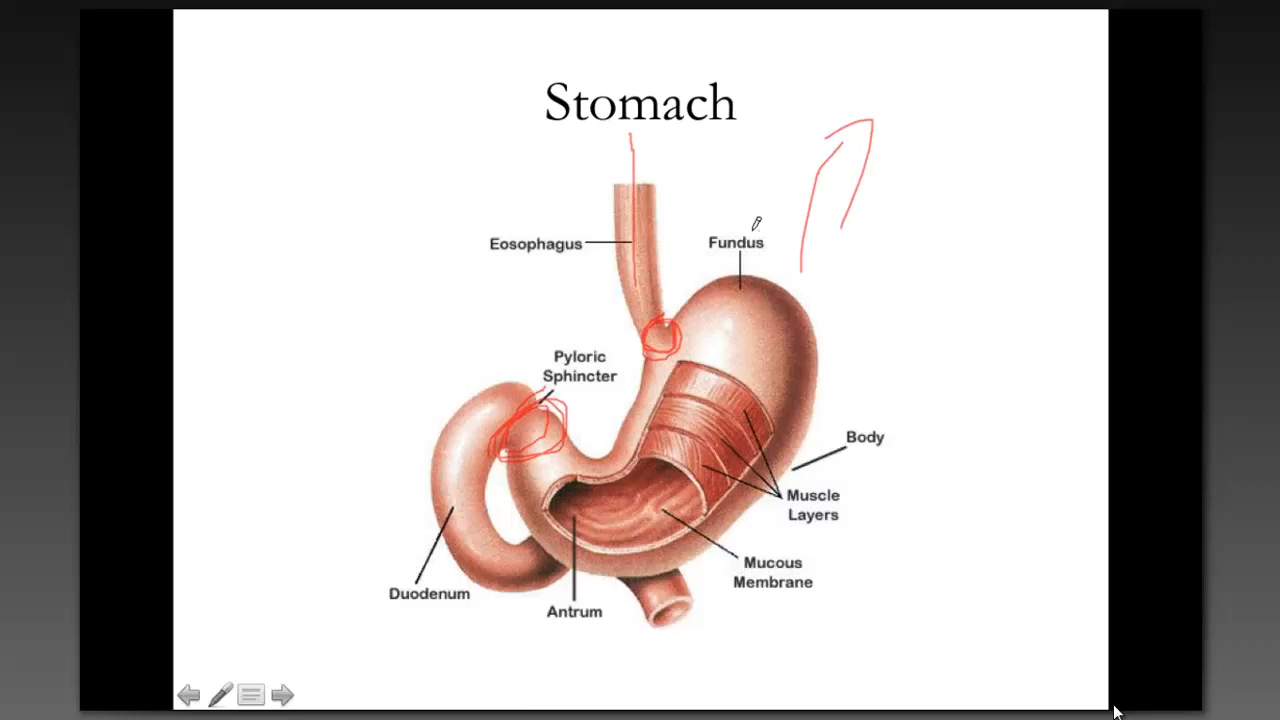 Stomach
Eosophagus
Fundus
Pyloric
Sphincter
Body
Muscle
Layers
Mucous
Membrane
Duodenum
Antrum